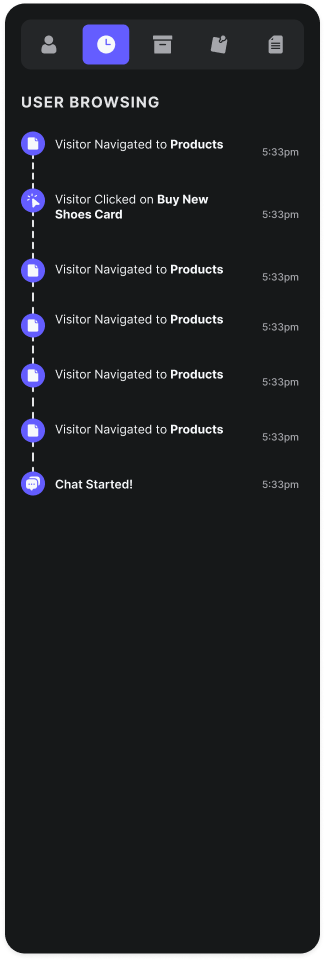 USER BROWSING
Visitor Navigated to Products
5:33pm
Visitor Clicked on Buy New
Shoes Card
5:33pm
Visitor Navigated to Products
5:33pm
Visitor Navigated to Products
5:33pm
Visitor Navigated to Products
5:33pm
Visitor Navigated to Products
5:33pm
Chat Started!
5:33pm